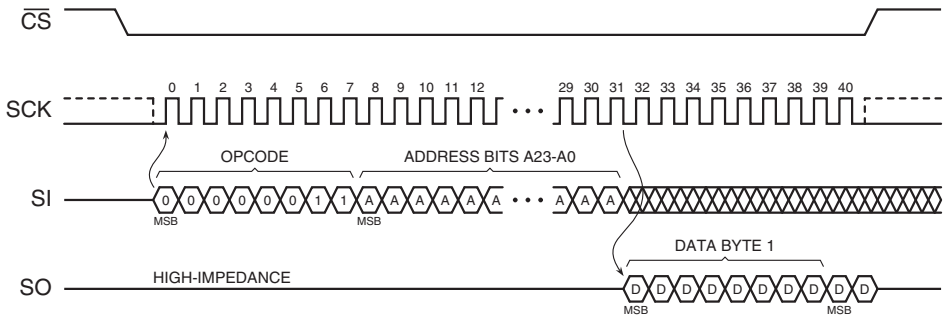 CS
0 1 2 3 4 5 6 7 8 9 10 11 12 29 30 31 32 33 34 35 36 37 38 39 40
SCK
OPCODE ADDRESS BITS A23-A0
SI 0 0 0 0 0 0 1 1 A A A A A A A A A
MSB MSB
DATA BYTE 1
HIGH-IMPEDANCE
SO D D D D D D D D D D
MSB MSB